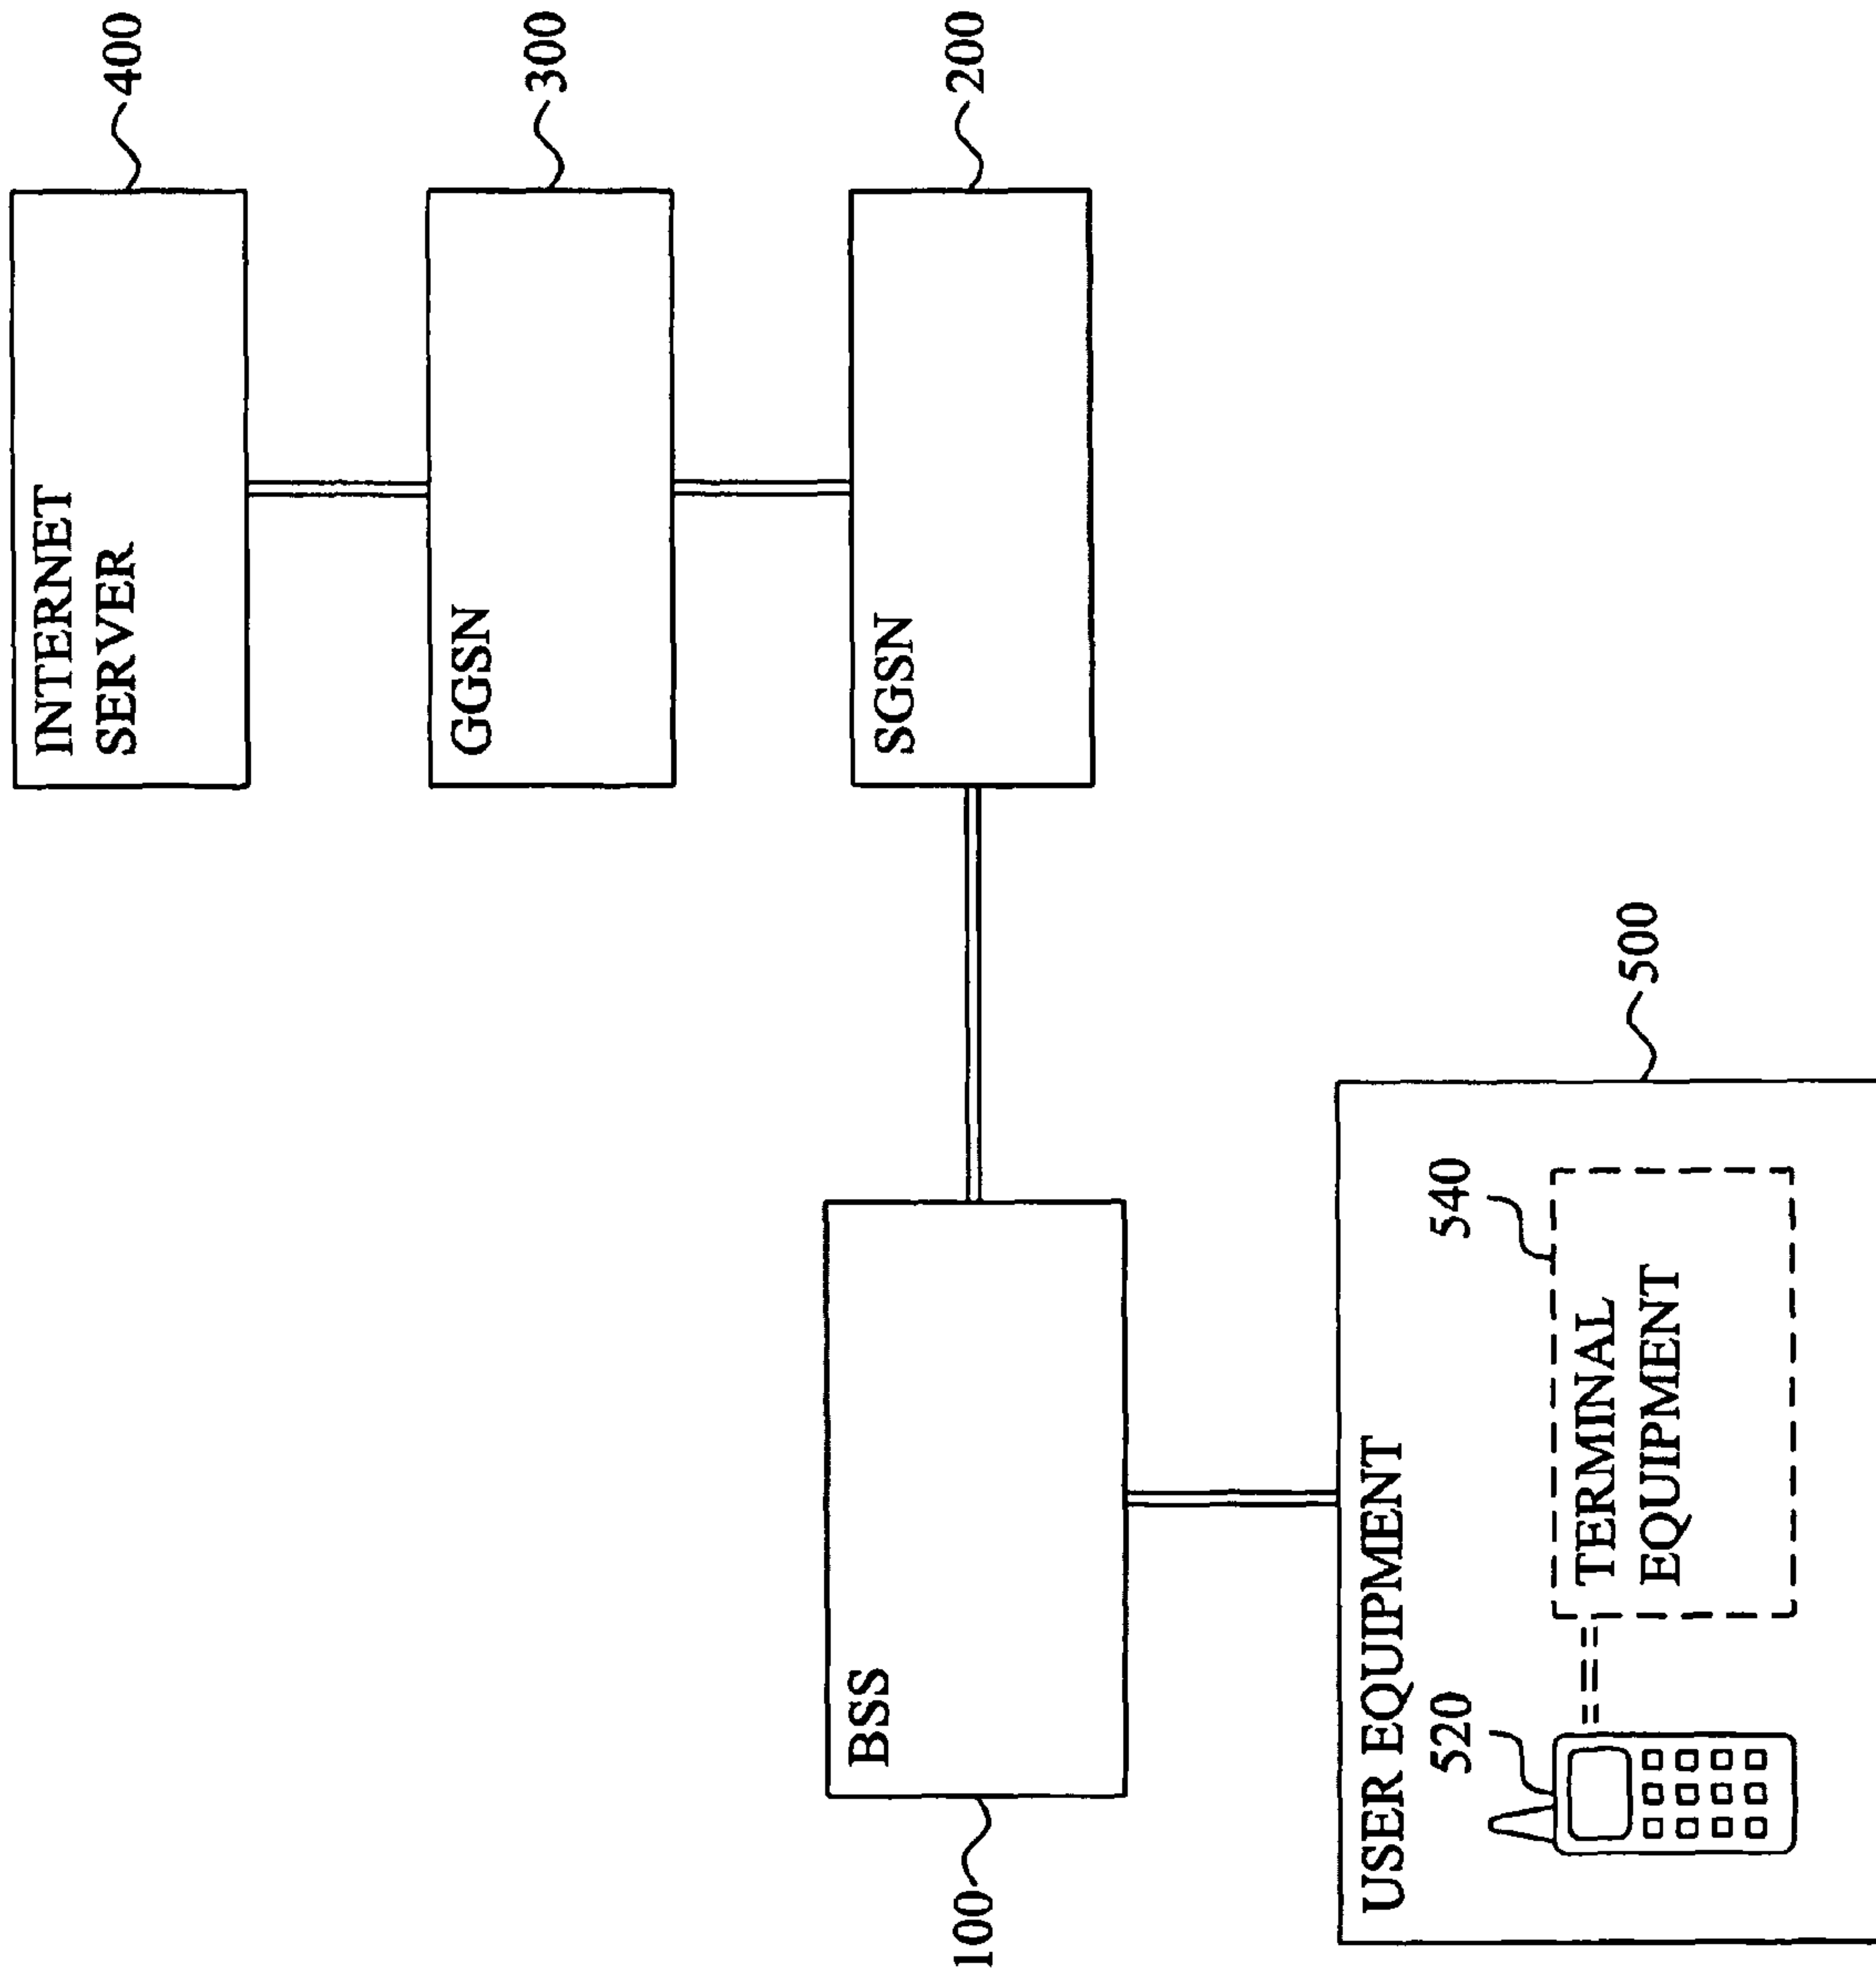 INTERNET
SERVER
400
GGSN
300
SGSN
200
BSS
100
USER EQUIPMENT
500
520
540
TERMINAL
EQUIPMENT